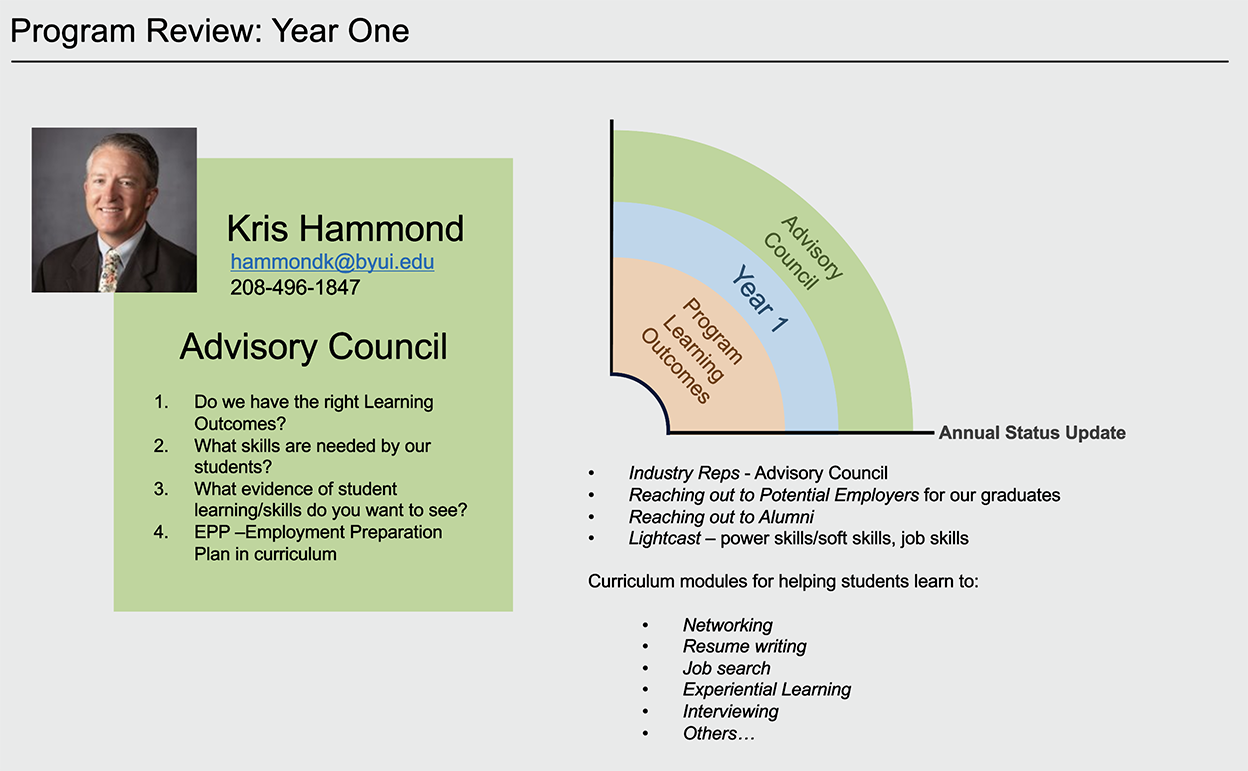 Program Review: Year One
Kris Hammond
hammondk@byui.edu
208-496-1847
Advisory Council
1. Do we have the right Learning
Outcomes?
2. What skills are needed by our
students?
3. What evidence of student
learning/skills do you want to see?
4. EPP –Employment Preparation
Plan in curriculum
Advisory
Council
Year 1
Program
Learning
Outcomes
Annual Status Update
• Industry Reps - Advisory Council
• Reaching out to Potential Employers for our graduates
• Reaching out to Alumni
• Lightcast – power skills/soft skills, job skills
Curriculum modules for helping students learn to:
• Networking
• Resume writing
• Job search
• Experiential Learning
• Interviewing
• Others…